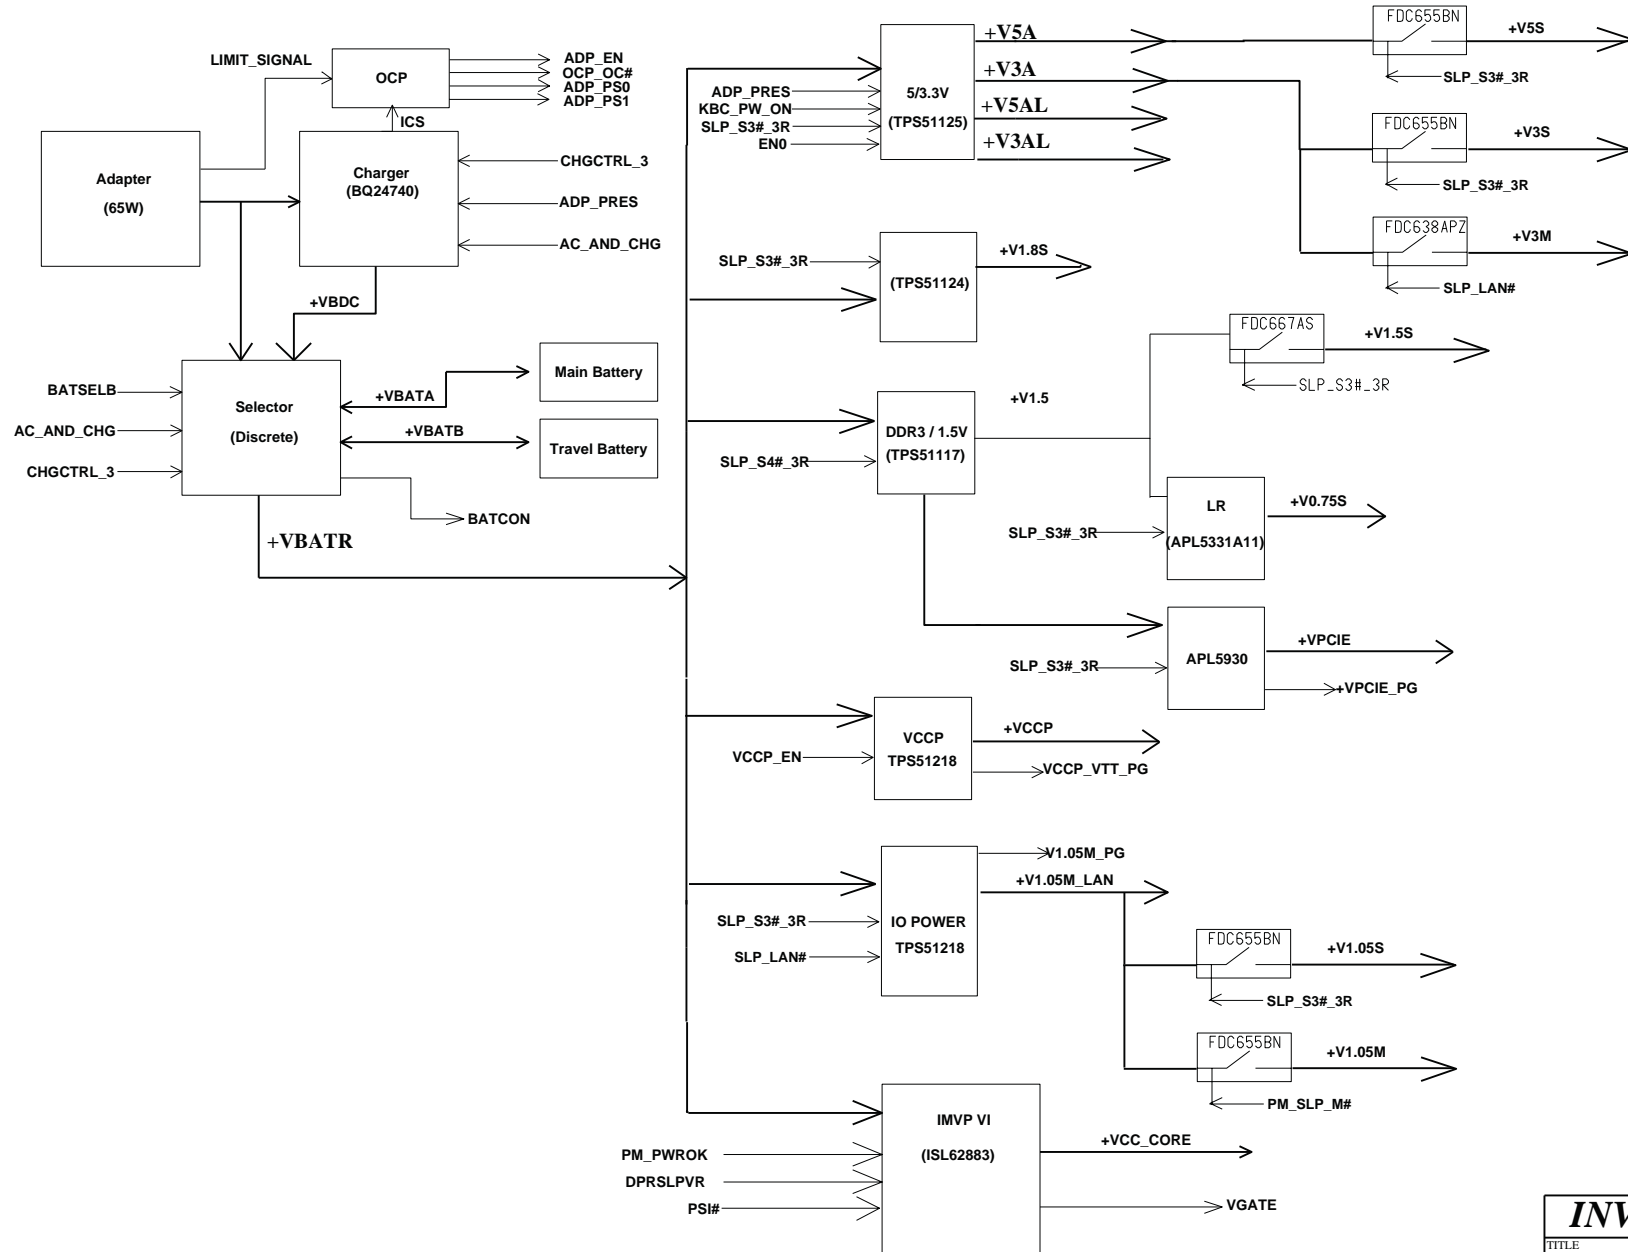 LIMIT_SIGNAL
OCP
ADP_EN
OCP_OC#
ADP_PS0
ADP_PS1
ICS
Adapter
(65W)
Charger
(BQ24740)
CHGCTRL_3
ADP_PRES
AC_AND_CHG
+VBDC
BATSELB
AC_AND_CHG
CHGCTRL_3
Selector
(Discrete)
+VBATA
+VBATB
Main Battery
Travel Battery
BATCON
+VBATR
ADP_PRES
KBC_PW_ON
SLP_S3#_3R
EN0
5/3.3V
(TPS51125)
+V5A
+V3A
+V5AL
+V3AL
FDC655BN
+V5S
SLP_S3#_3R
FDC655BN
+V3S
SLP_S3#_3R
FDC638APZ
+V3M
SLP_LAN#
SLP_S3#_3R
(TPS51124)
+V1.8S
FDC667AS
+V1.5S
SLP_S3#_3R
DDR3 / 1.5V
(TPS51117)
SLP_S4#_3R
+V1.5
LR
(APL5331A11)
SLP_S3#_3R
+V0.75S
APL5930
SLP_S3#_3R
+VPCIE
+VPCIE_PG
VCCP
TPS51218
VCCP_EN
+VCCP
VCCP_VTT_PG
V1.05M_PG
+V1.05M_LAN
IO POWER
TPS51218
SLP_S3#_3R
SLP_LAN#
FDC655BN
+V1.05S
SLP_S3#_3R
FDC655BN
+V1.05M
PM_SLP_M#
IMVP VI
(ISL62883)
PM_PWROK
DPRSLPVR
PSI#
+VCC_CORE
VGATE
INV
TITLE